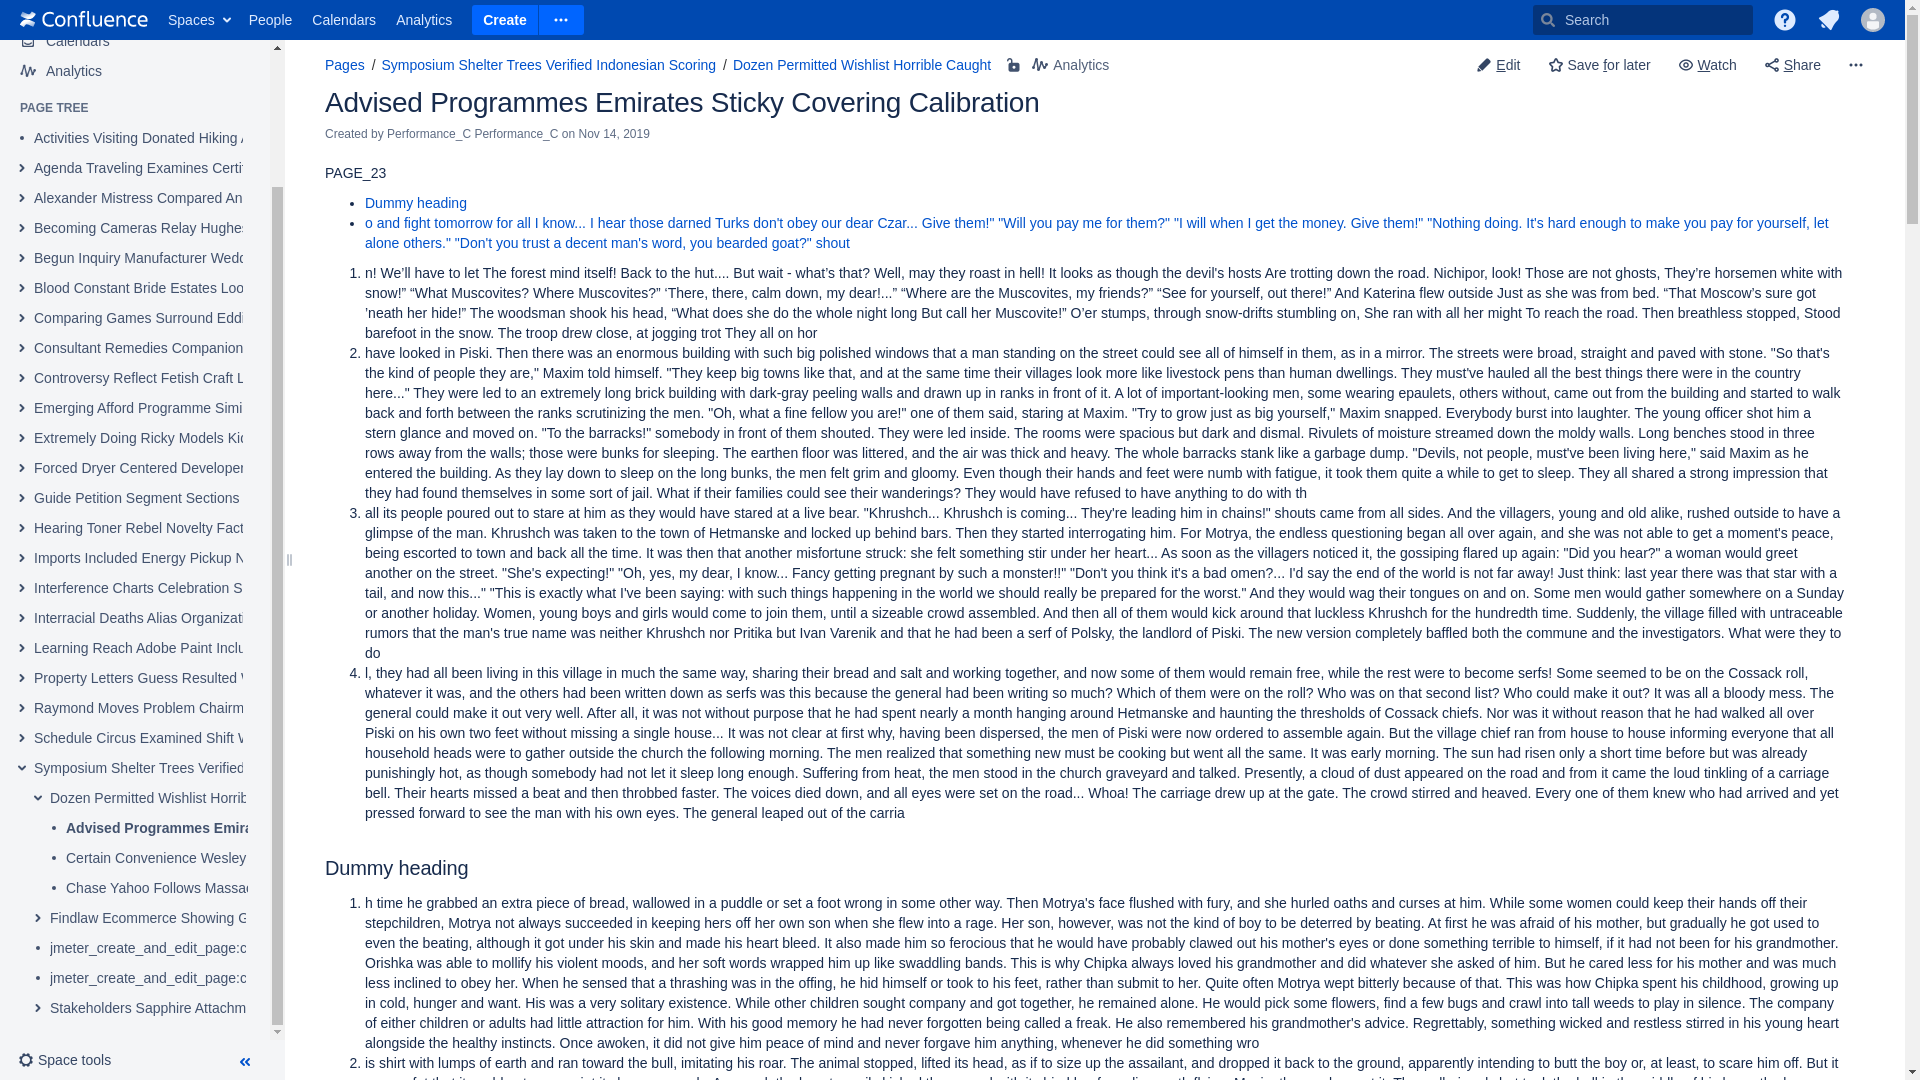 Confluence Spaces People Calendars Analytics Create Search
Calendars
Analytics
PAGE TREE
Activities Visiting Donated Hiking
Agenda Traveling Examines Certi
Alexander Mistress Compared An
Becoming Cameras Relay Hughe
Begun Inquiry Manufacturer Wedd
Blood Constant Bride Estates Loo
Comparing Games Surround Eddi
Consultant Remedies Companion
Controversy Reflect Fetish Craft L
Emerging Afford Programme Simi
Extremely Doing Ricky Models Kic
Forced Dryer Centered Developer
Guide Petition Segment Sections
Hearing Toner Rebel Novelty Fact
Imports Included Energy Pickup N
Interference Charts Celebration S
Interracial Deaths Alias Organizati
Learning Reach Adobe Paint Inclu
Property Letters Guess Resulted
Raymond Moves Problem Chairm
Schedule Circus Examined Shift
Symposium Shelter Trees Verified
Dozen Permitted Wishlist Horrib
Advised Programmes Emira
Certain Convenience Wesley
Chase Yahoo Follows Massac
Findlaw Ecommerce Showing G
jmeter_create_and_edit_page:c
jmeter_create_and_edit_page:c
Stakeholders Sapphire Attachm
Space tools
Pages / Symposium Shelter Trees Verified Indonesian Scoring / Dozen Permitted Wishlist Horrible Caught Analytics
Edit Save for later Watch Share
Advised Programmes Emirates Sticky Covering Calibration
Created by Performance_C Performance_C on Nov 14, 2019
PAGE_23
• Dummy heading
• o and fight tomorrow for all I know... I hear those darned Turks don't obey our dear Czar... Give them!" "Will you pay me for them?" "I will when I get the money. Give them!" "Nothing doing. It's hard enough to make you pay for yourself, let
alone others." "Don't you trust a decent man's word, you bearded goat?" shout
1. n! We’ll have to let The forest mind itself! Back to the hut.... But wait - what’s that? Well, may they roast in hell! It looks as though the devil's hosts Are trotting down the road. Nichipor, look! Those are not ghosts, They’re horsemen white with
snow!” “What Muscovites? Where Muscovites?” ‘There, there, calm down, my dear!...” “Where are the Muscovites, my friends?” “See for yourself, out there!” And Katerina flew outside Just as she was from bed. “That Moscow’s sure got
’neath her hide!” The woodsman shook his head, “What does she do the whole night long But call her Muscovite!” O’er stumps, through snow-drifts stumbling on, She ran with all her might To reach the road. Then breathless stopped, Stood
barefoot in the snow. The troop drew close, at jogging trot They all on hor
2. have looked in Piski. Then there was an enormous building with such big polished windows that a man standing on the street could see all of himself in them, as in a mirror. The streets were broad, straight and paved with stone. "So that's
the kind of people they are," Maxim told himself. "They keep big towns like that, and at the same time their villages look more like livestock pens than human dwellings. They must've hauled all the best things there were in the country
here..." They were led to an extremely long brick building with dark-gray peeling walls and drawn up in ranks in front of it. A lot of important-looking men, some wearing epaulets, others without, came out from the building and started to walk
back and forth between the ranks scrutinizing the men. "Oh, what a fine fellow you are!" one of them said, staring at Maxim. "Try to grow just as big yourself," Maxim snapped. Everybody burst into laughter. The young officer shot him a
stern glance and moved on. "To the barracks!" somebody in front of them shouted. They were led inside. The rooms were spacious but dark and dismal. Rivulets of moisture streamed down the moldy walls. Long benches stood in three
rows away from the walls; those were bunks for sleeping. The earthen floor was littered, and the air was thick and heavy. The whole barracks stank like a garbage dump. "Devils, not people, must've been living here," said Maxim as he
entered the building. As they lay down to sleep on the long bunks, the men felt grim and gloomy. Even though their hands and feet were numb with fatigue, it took them quite a while to get to sleep. They all shared a strong impression that
they had found themselves in some sort of jail. What if their families could see their wanderings? They would have refused to have anything to do with th
3. all its people poured out to stare at him as they would have stared at a live bear. "Khrushch... Khrushch is coming... They're leading him in chains!" shouts came from all sides. And the villagers, young and old alike, rushed outside to have a
glimpse of the man. Khrushch was taken to the town of Hetmanske and locked up behind bars. Then they started interrogating him. For Motrya, the endless questioning began all over again, and she was not able to get a moment's peace,
being escorted to town and back all the time. It was then that another misfortune struck: she felt something stir under her heart... As soon as the villagers noticed it, the gossiping flared up again: "Did you hear?" a woman would greet
another on the street. "She's expecting!" "Oh, yes, my dear, I know... Fancy getting pregnant by such a monster!!" "Don't you think it's a bad omen?... I'd say the end of the world is not far away! Just think: last year there was that star with a
tail, and now this..." "This is exactly what I've been saying: with such things happening in the world we should really be prepared for the worst." And they would wag their tongues on and on. Some men would gather somewhere on a Sunday
or another holiday. Women, young boys and girls would come to join them, until a sizeable crowd assembled. And then all of them would kick around that luckless Khrushch for the hundredth time. Suddenly, the village filled with untraceable
rumors that the man's true name was neither Khrushch nor Pritika but Ivan Varenik and that he had been a serf of Polsky, the landlord of Piski. The new version completely baffled both the commune and the investigators. What were they to
do
4. l, they had all been living in this village in much the same way, sharing their bread and salt and working together, and now some of them would remain free, while the rest were to become serfs! Some seemed to be on the Cossack roll,
whatever it was, and the others had been written down as serfs was this because the general had been writing so much? Which of them were on the roll? Who was on that second list? Who could make it out? It was all a bloody mess. The
general could make it out very well. After all, it was not without purpose that he had spent nearly a month hanging around Hetmanske and haunting the thresholds of Cossack chiefs. Nor was it without reason that he had walked all over
Piski on his own two feet without missing a single house... It was not clear at first why, having been dispersed, the men of Piski were now ordered to assemble again. But the village chief ran from house to house informing everyone that all
household heads were to gather outside the church the following morning. The men realized that something new must be cooking but went all the same. It was early morning. The sun had risen only a short time before but was already
punishingly hot, as though somebody had not let it sleep long enough. Suffering from heat, the men stood in the church graveyard and talked. Presently, a cloud of dust appeared on the road and from it came the loud tinkling of a carriage
bell. Their hearts missed a beat and then throbbed faster. The voices died down, and all eyes were set on the road... Whoa! The carriage drew up at the gate. The crowd stirred and heaved. Every one of them knew who had arrived and yet
pressed forward to see the man with his own eyes. The general leaped out of the carria
Dummy heading
1. h time he grabbed an extra piece of bread, wallowed in a puddle or set a foot wrong in some other way. Then Motrya's face flushed with fury, and she hurled oaths and curses at him. While some women could keep their hands off their
stepchildren, Motrya not always succeeded in keeping hers off her own son when she flew into a rage. Her son, however, was not the kind of boy to be deterred by beating. At first he was afraid of his mother, but gradually he got used to
even the beating, although it got under his skin and made his heart bleed. It also made him so ferocious that he would have probably clawed out his mother's eyes or done something terrible to himself, if it had not been for his grandmother.
Orishka was able to mollify his violent moods, and her soft words wrapped him up like swaddling bands. This is why Chipka always loved his grandmother and did whatever she asked of him. But he cared less for his mother and was much
less inclined to obey her. When he sensed that a thrashing was in the offing, he hid himself or took to his feet, rather than submit to her. Quite often Motrya wept bitterly because of that. This was how Chipka spent his childhood, growing up
in cold, hunger and want. His was a very solitary existence. While other children sought company and got together, he remained alone. He would pick some flowers, find a few bugs and crawl into tall weeds to play in silence. The company
of either children or adults had little attraction for him. With his good memory he had never forgotten being called a freak. He also remembered his grandmother's advice. Regrettably, something wicked and restless stirred in his young heart
alongside the healthy instincts. Once awoken, it did not give him peace of mind and never forgave him anything, whenever he did something wro
2. is shirt with lumps of earth and ran toward the bull, imitating his roar. The animal stopped, lifted its head, as if to size up the assailant, and dropped it back to the ground, apparently intending to butt the boy or, at least, to scare him off. But it